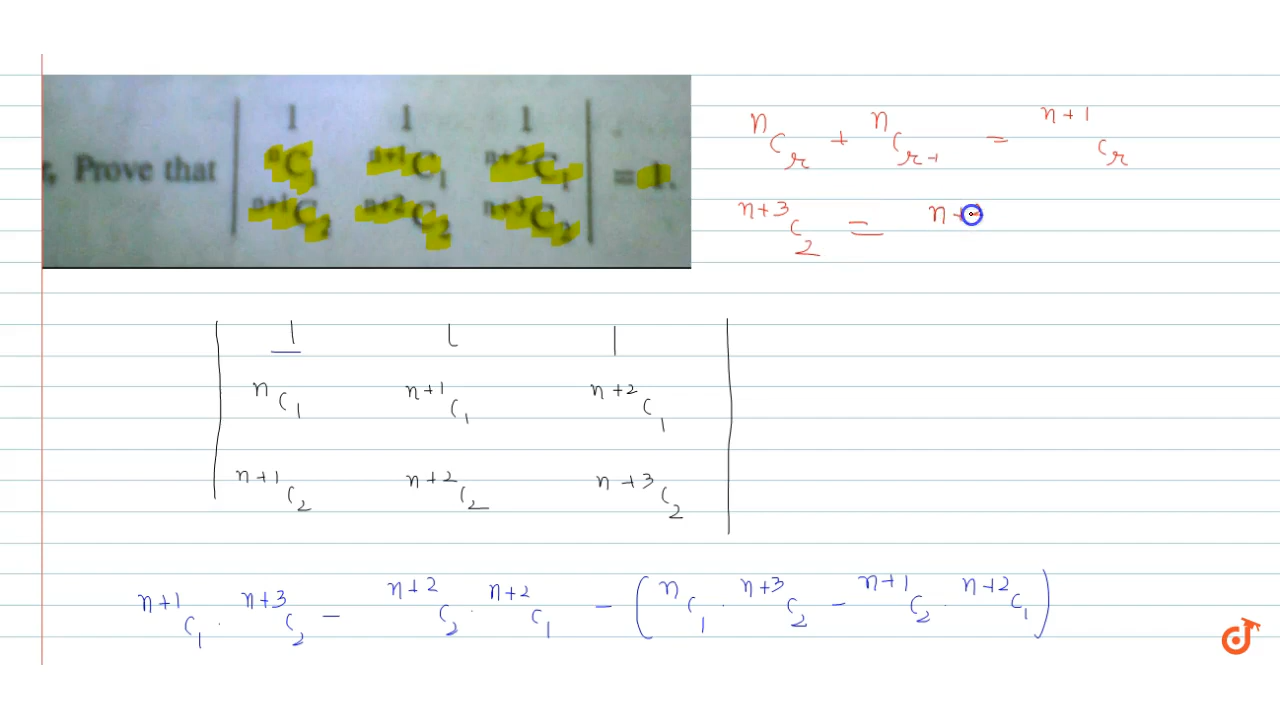 1 1 1
Prove that ⁿC₁ ⁿ⁺¹C₁ ⁿ⁺²C₁ = 1.
ⁿ⁺¹C₂ ⁿ⁺²C₂ ⁿ⁺³C₂
ⁿCᵣ + ⁿCᵣ₋₁ = ⁿ⁺¹Cᵣ
ⁿ⁺³C₂ = n+
1 1 1
ⁿC₁ ⁿ⁺¹C₁ ⁿ⁺²C₁
ⁿ⁺¹C₂ ⁿ⁺²C₂ ⁿ⁺³C₂
ⁿ⁺¹C₁ · ⁿ⁺³C₂ − ⁿ⁺²C₂ · ⁿ⁺²C₁ − (ⁿC₁ · ⁿ⁺³C₂ − ⁿ⁺¹C₂ · ⁿ⁺²C₁)